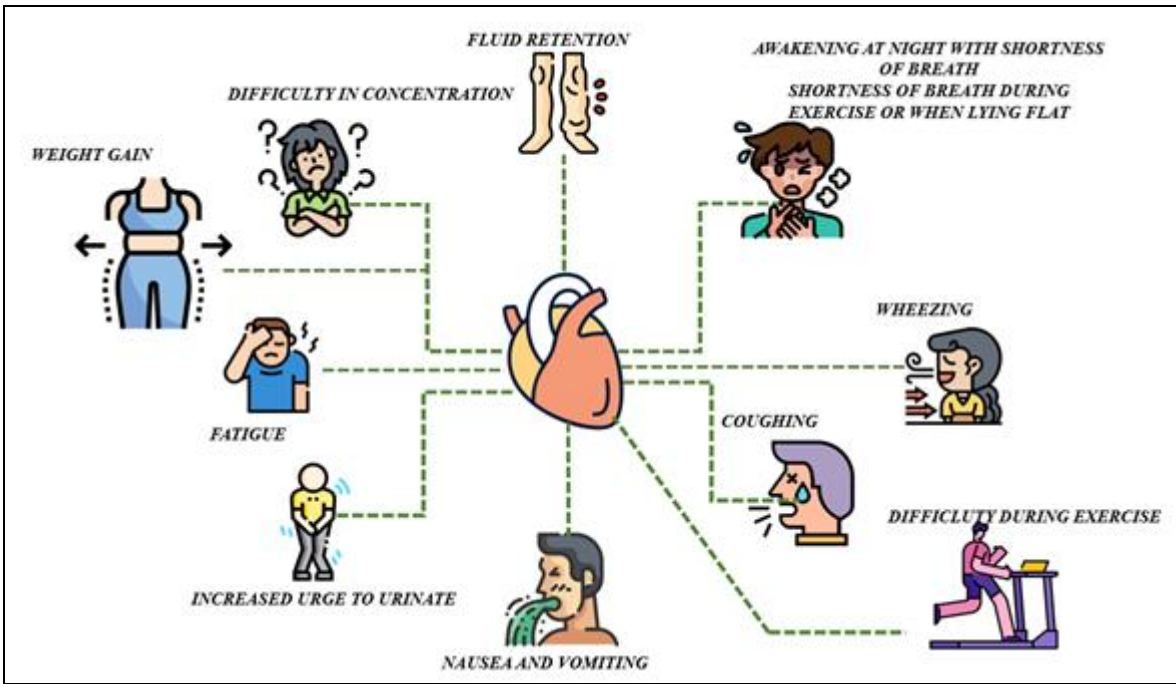 FLUID RETENTION
AWAKENING AT NIGHT WITH SHORTNESS
OF BREATH
SHORTNESS OF BREATH DURING
EXERCISE OR WHEN LYING FLAT
DIFFICULTY IN CONCENTRATION
WEIGHT GAIN
WHEEZING
FATIGUE
COUGHING
DIFFICLUTY DURING EXERCISE
INCREASED URGE TO URINATE
NAUSEA AND VOMITING